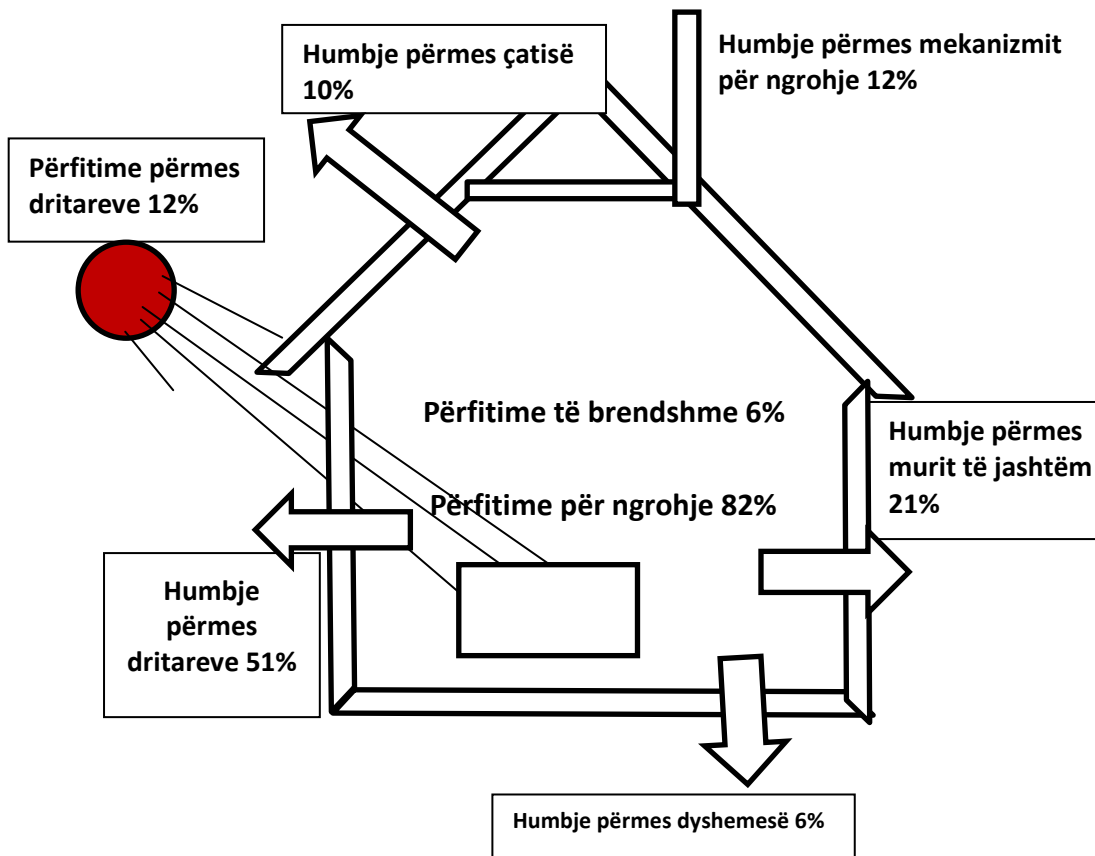 Humbje përmes çatisë
10%
Humbje përmes mekanizmit
për ngrohje 12%
Përfitime përmes
dritareve 12%
Përfitime të brendshme 6%
Humbje përmes
murit të jashtëm
21%
Përfitime për ngrohje 82%
Humbje
përmes
dritareve 51%
Humbje përmes dyshemesë 6%